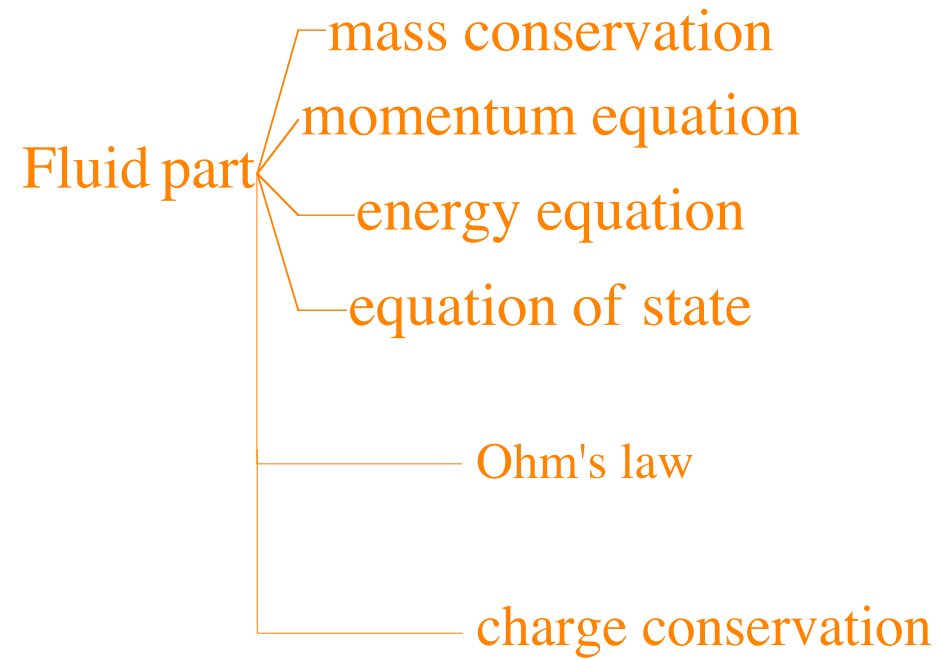 mass conservation
momentum equation
Fluid part
energy equation
equation of state
Ohm's law
charge conservation